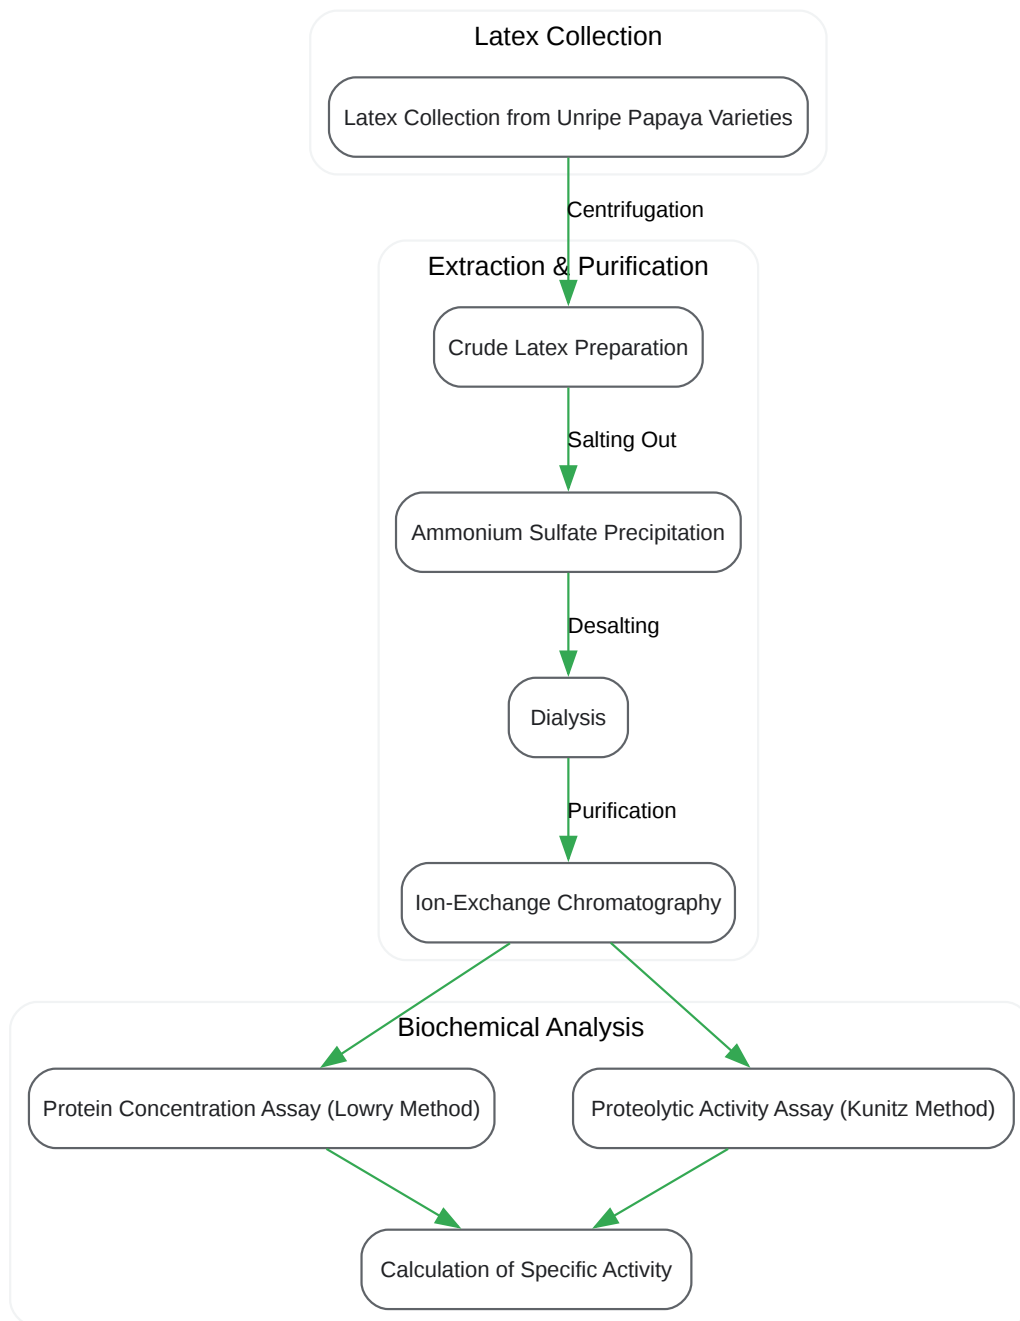 Latex Collection
Latex Collection from Unripe Papaya Varieties
Centrifugation
Extraction & Purification
Crude Latex Preparation
Salting Out
Ammonium Sulfate Precipitation
Desalting
Dialysis
Purification
Ion-Exchange Chromatography
Biochemical Analysis
Protein Concentration Assay (Lowry Method)
Proteolytic Activity Assay (Kunitz Method)
Calculation of Specific Activity